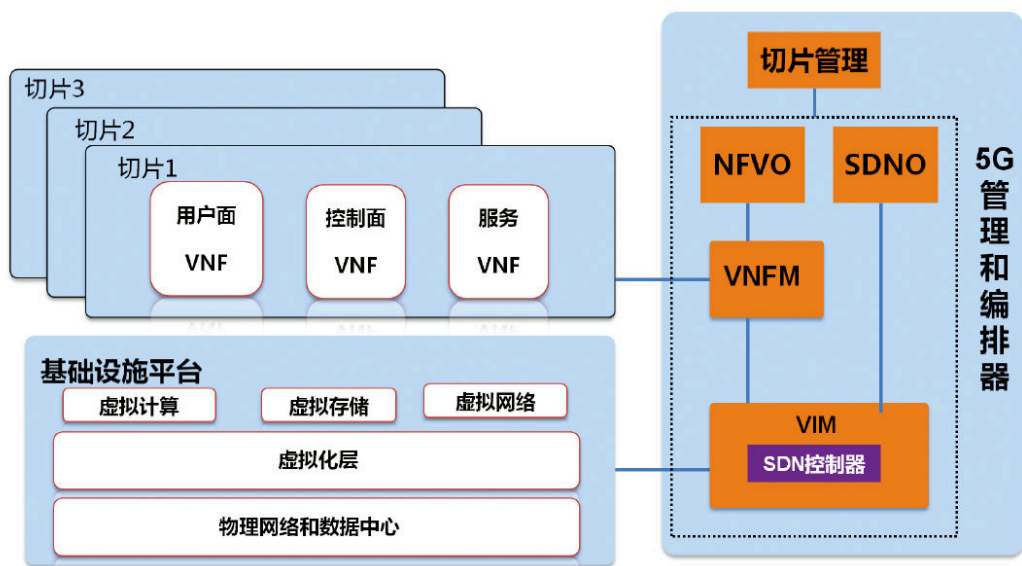 切片3
切片2
切片1
用户面
VNF
控制面
VNF
服务
VNF
基础设施平台
虚拟计算
虚拟存储
虚拟网络
虚拟化层
物理网络和数据中心
切片管理
NFVO
SDNO
VNFM
VIM
SDN控制器
5G
管
理
和
编
排
器